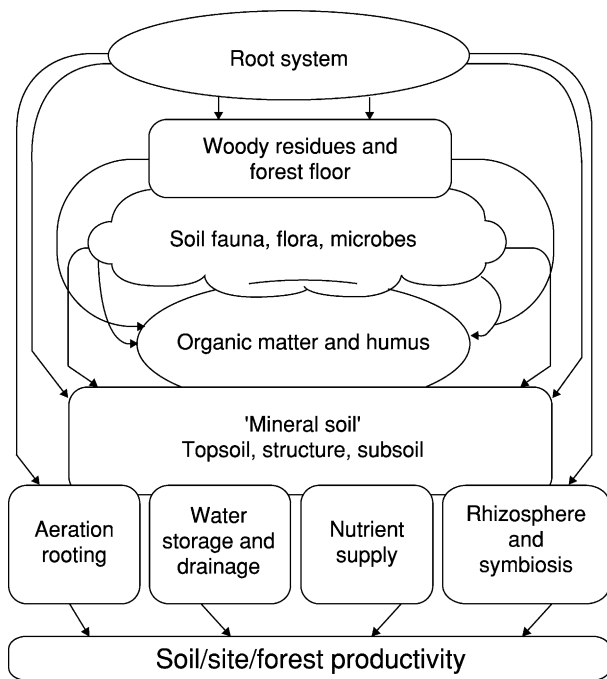 Root system
Woody residues and
forest floor
Soil fauna, flora, microbes
Organic matter and humus
'Mineral soil'
Topsoil, structure, subsoil
Aeration
rooting
Water
storage and
drainage
Nutrient
supply
Rhizosphere
and
symbiosis
Soil/site/forest productivity